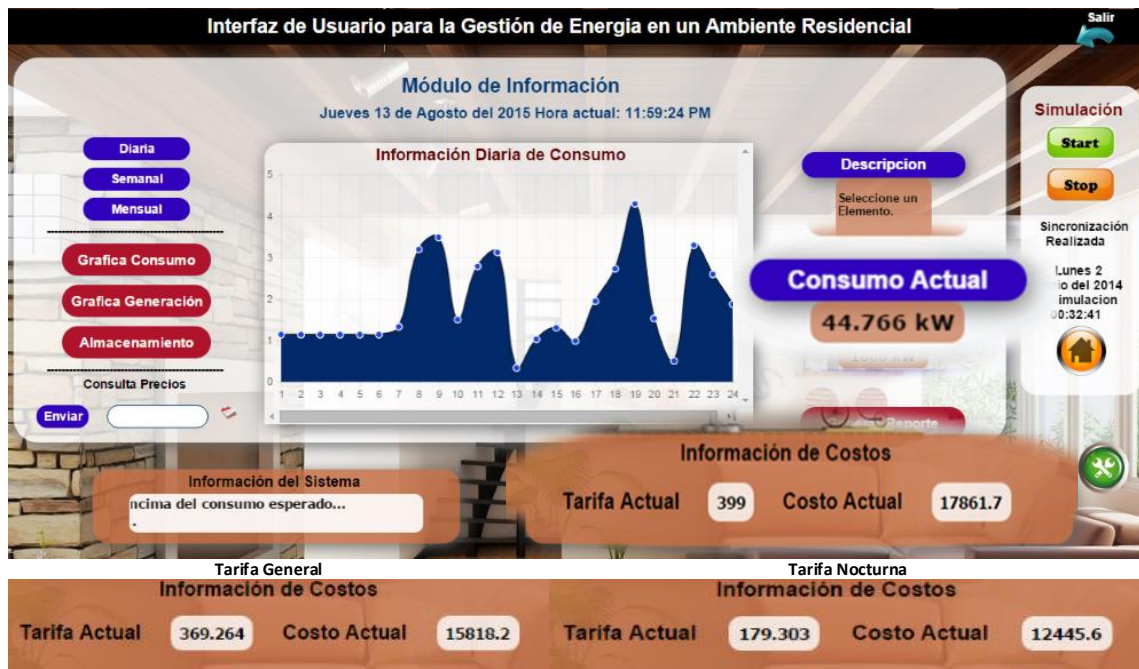 Interfaz de Usuario para la Gestión de Energia en un Ambiente Residencial
Salir
Módulo de Información
Jueves 13 de Agosto del 2015 Hora actual: 11:59:24 PM
Diaria
Semanal
Mensual
Grafica Consumo
Grafica Generación
Almacenamiento
Consulta Precios
Enviar
Información Diaria de Consumo
5
4
3
2
1
0
1 2 3 4 5 6 7 8 9 10 11 12 13 14 15 16 17 18 19 20 21 22 23 24
Descripcion
Seleccione un
Elemento.
Consumo Actual
44.766 kW
Reporte
Simulación
Start
Stop
Sincronización
Realizada
Lunes 2
io del 2014
imulacion
00:32:41
Información del Sistema
ncima del consumo esperado...
.
Información de Costos
Tarifa Actual 399 Costo Actual 17861.7
Tarifa General
Información de Costos
Tarifa Actual 369.264 Costo Actual 15818.2
Tarifa Nocturna
Información de Costos
Tarifa Actual 179.303 Costo Actual 12445.6